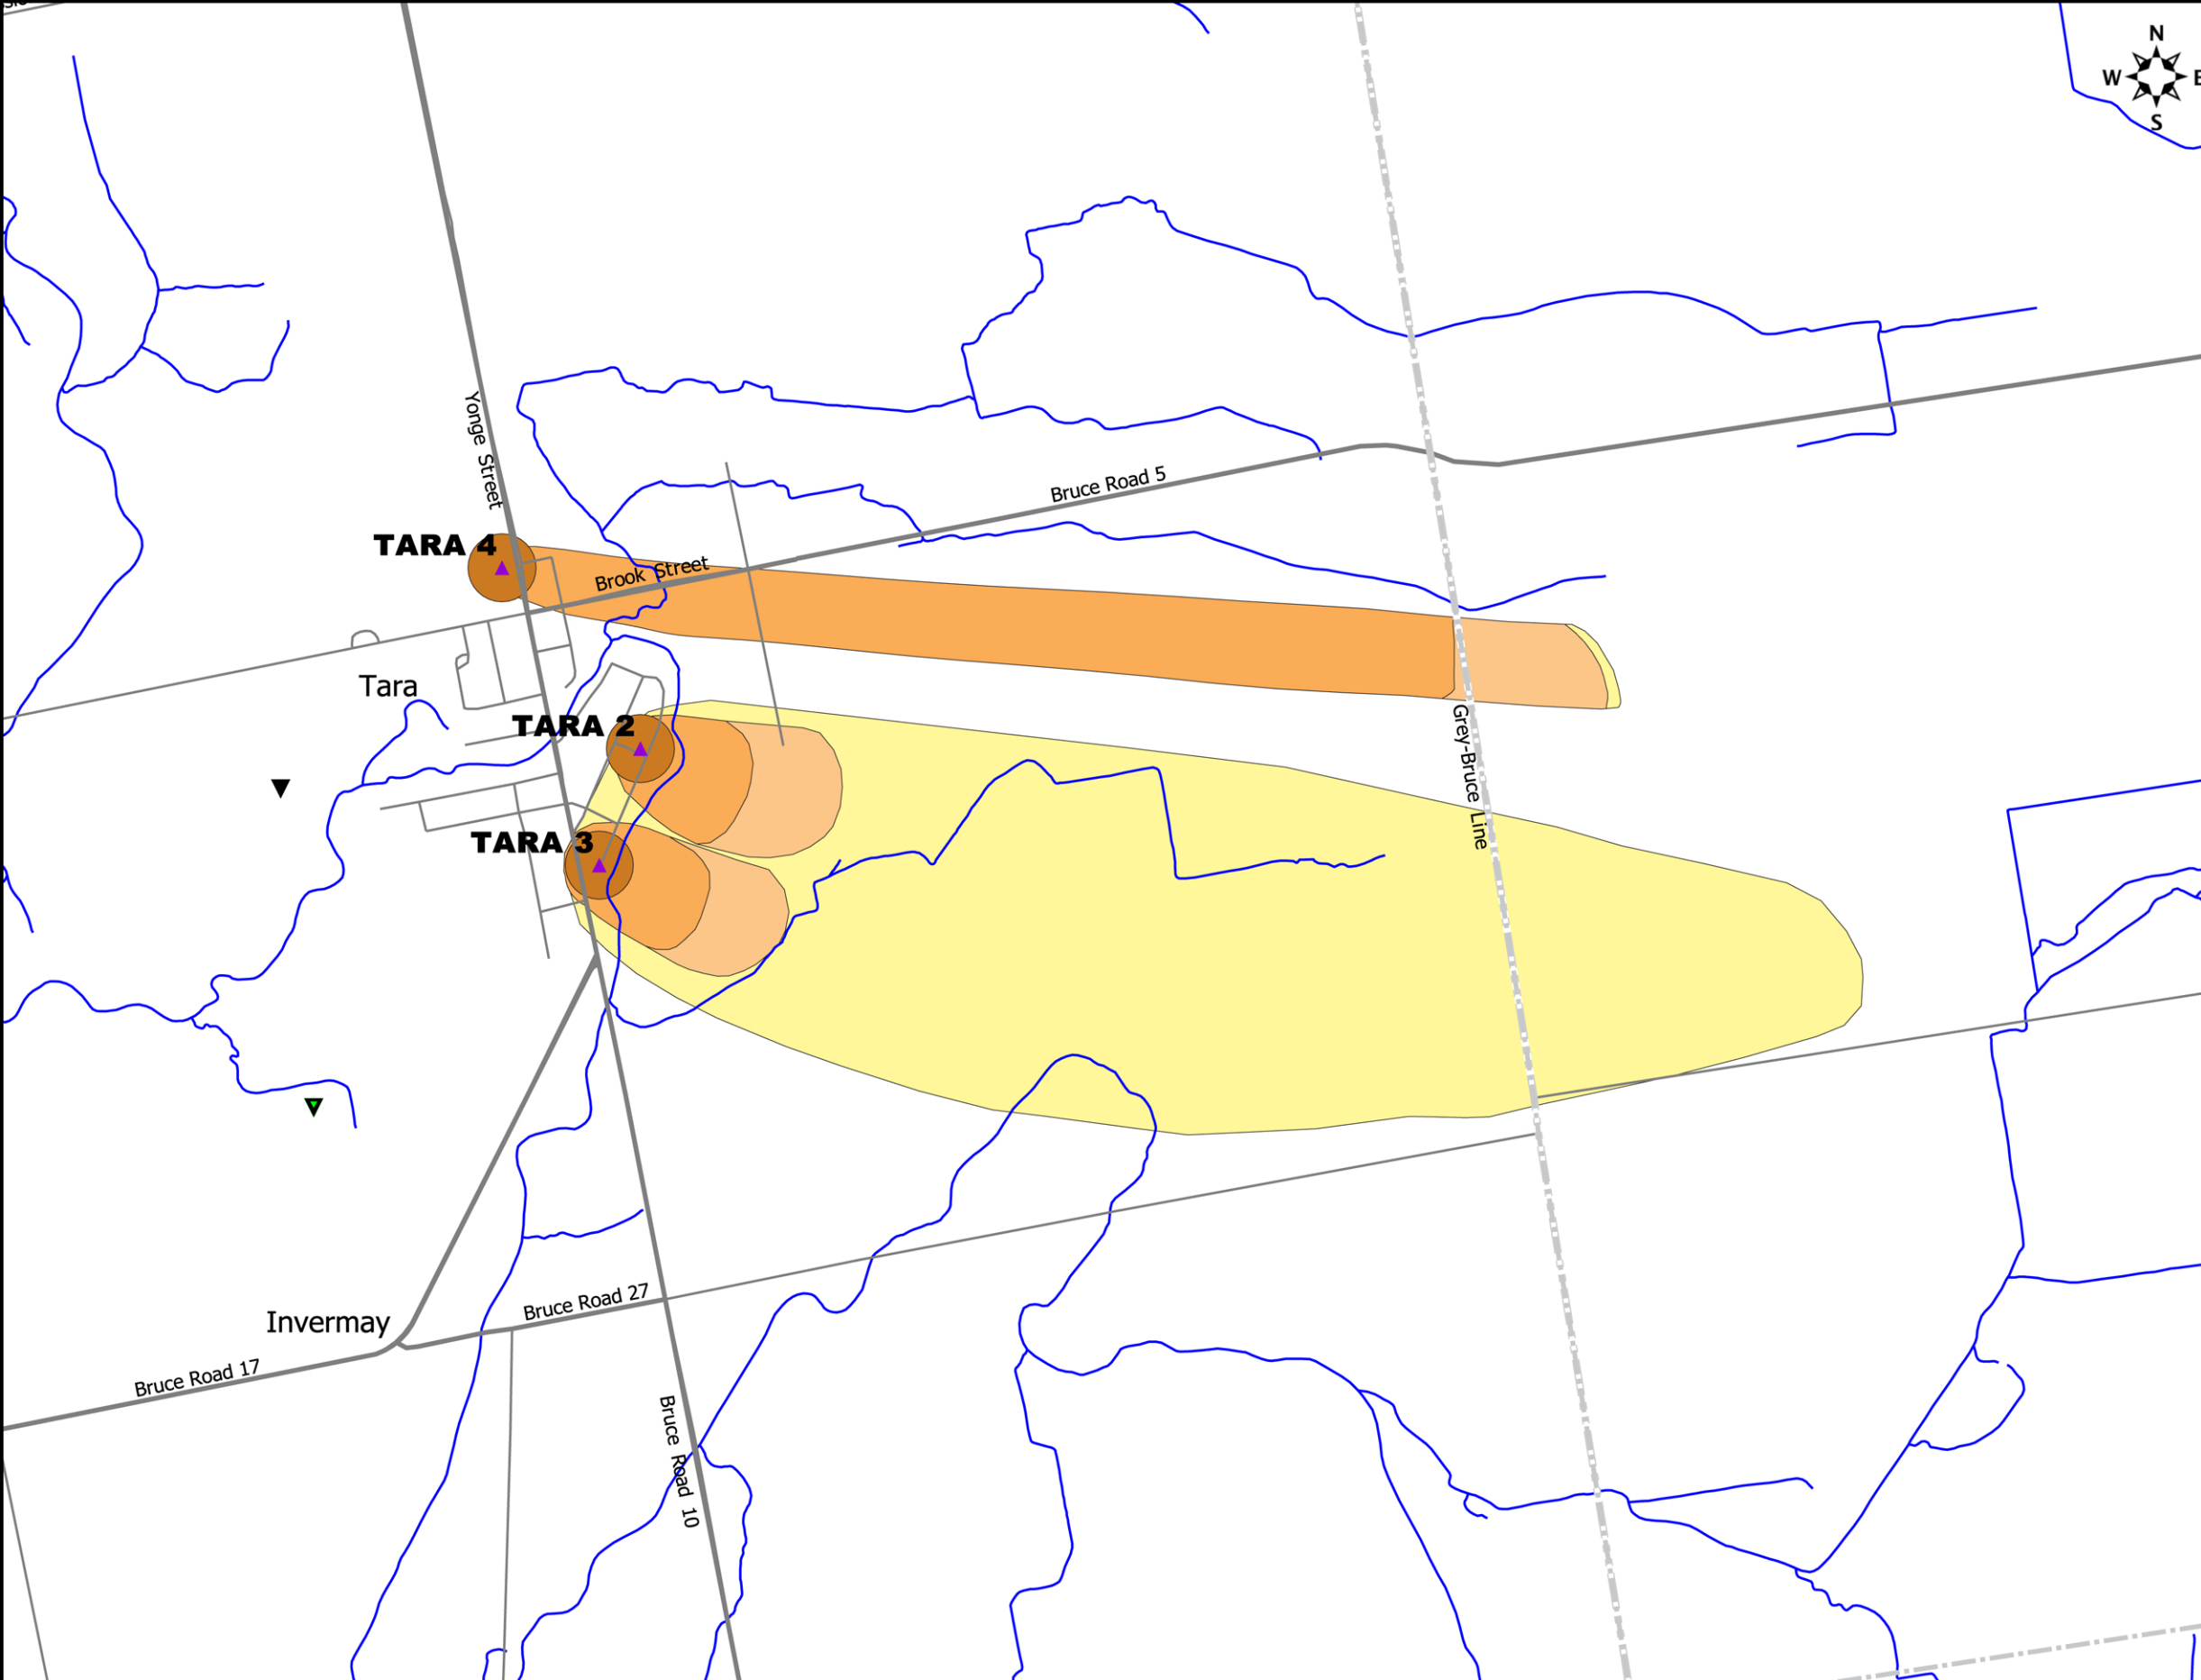 N
W
S
Yonge Street
Bruce Road 5
TARA 4
Brook Street
Tara
TARA 2
Grey-Bruce Line
TARA 3
Invermay
Bruce Road 27
Bruce Road 17
Bruce Road 10